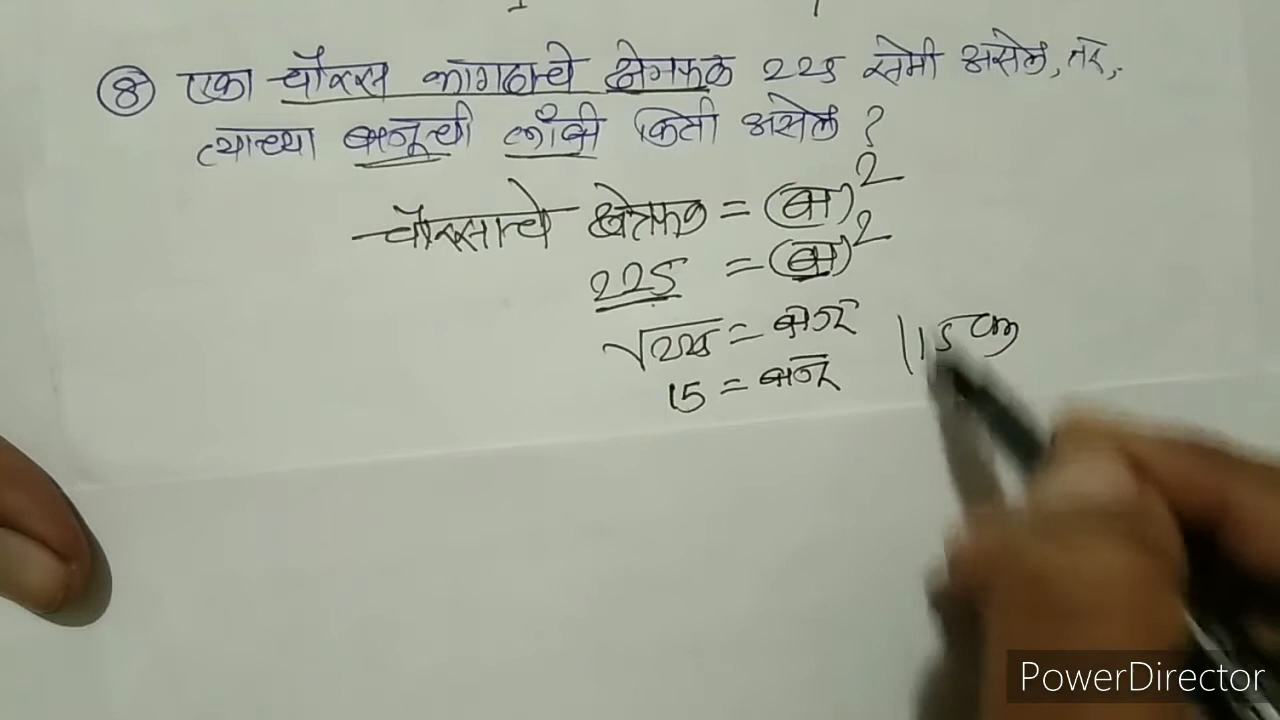 ⑧ एका चौरस कागदाचे क्षेत्रफळ 225 सेमी असेल, तर,
त्याच्या बाजूची लांबी किती असेल ?
चौरसाचे क्षेत्रफळ = (बा)²
225 = (बा)²
√225 = बाजू
15 = बाजू
15 cm
PowerDirector